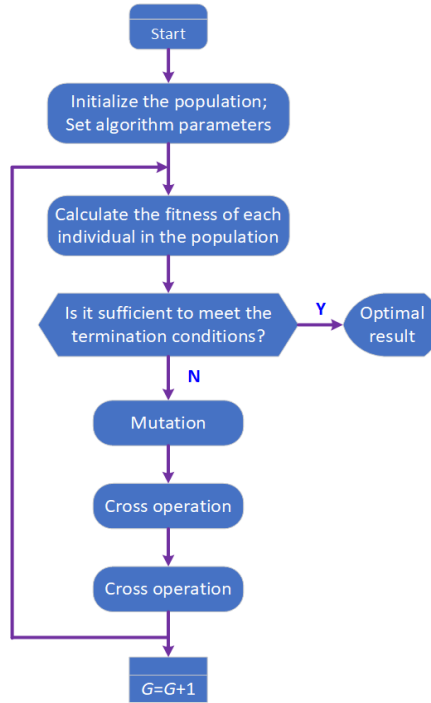 Start
Initialize the population;
Set algorithm parameters
Calculate the fitness of each
individual in the population
Is it sufficient to meet the
termination conditions?
Y
Optimal
result
N
Mutation
Cross operation
Cross operation
G=G+1